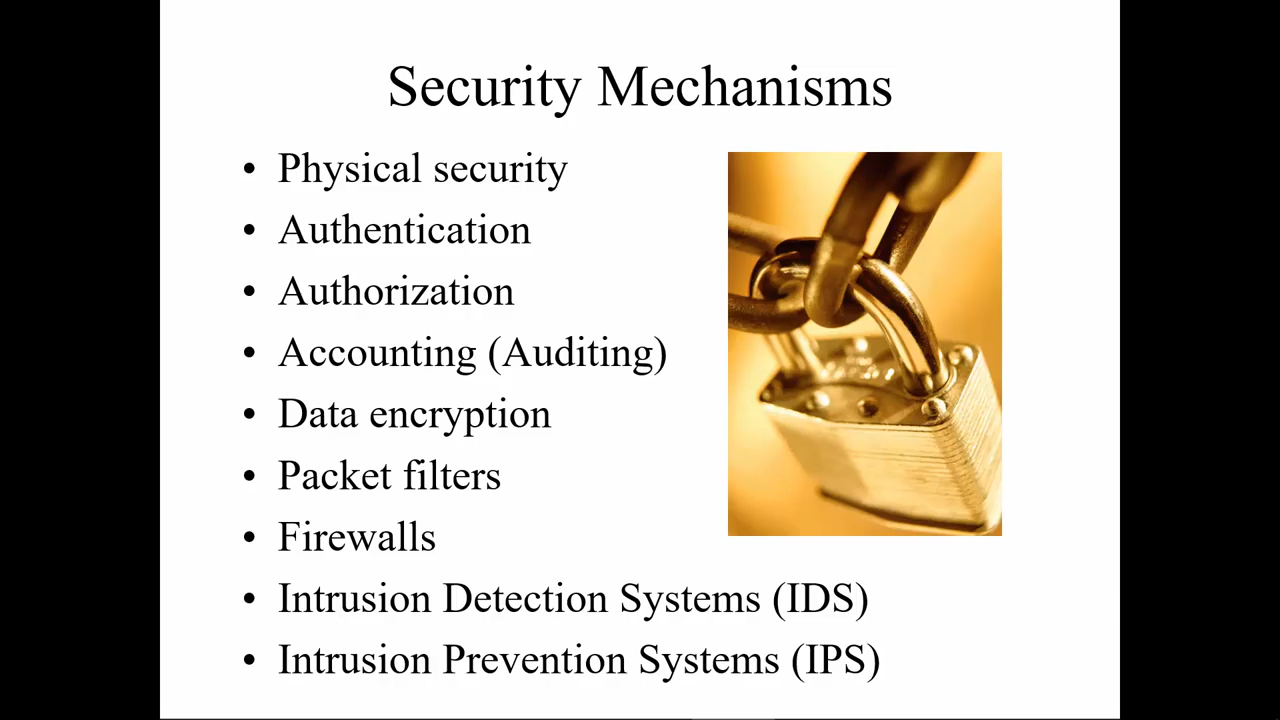 Security Mechanisms
• Physical security
• Authentication
• Authorization
• Accounting (Auditing)
• Data encryption
• Packet filters
• Firewalls
• Intrusion Detection Systems (IDS)
• Intrusion Prevention Systems (IPS)